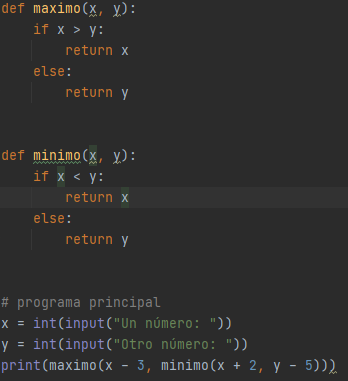 def maximo(x, y):
    if x > y:
        return x
    else:
        return y
def minimo(x, y):
    if x < y:
        return x
    else:
        return y
# programa principal
x = int(input("Un número: "))
y = int(input("Otro número: "))
print(maximo(x - 3, minimo(x + 2, y - 5)))